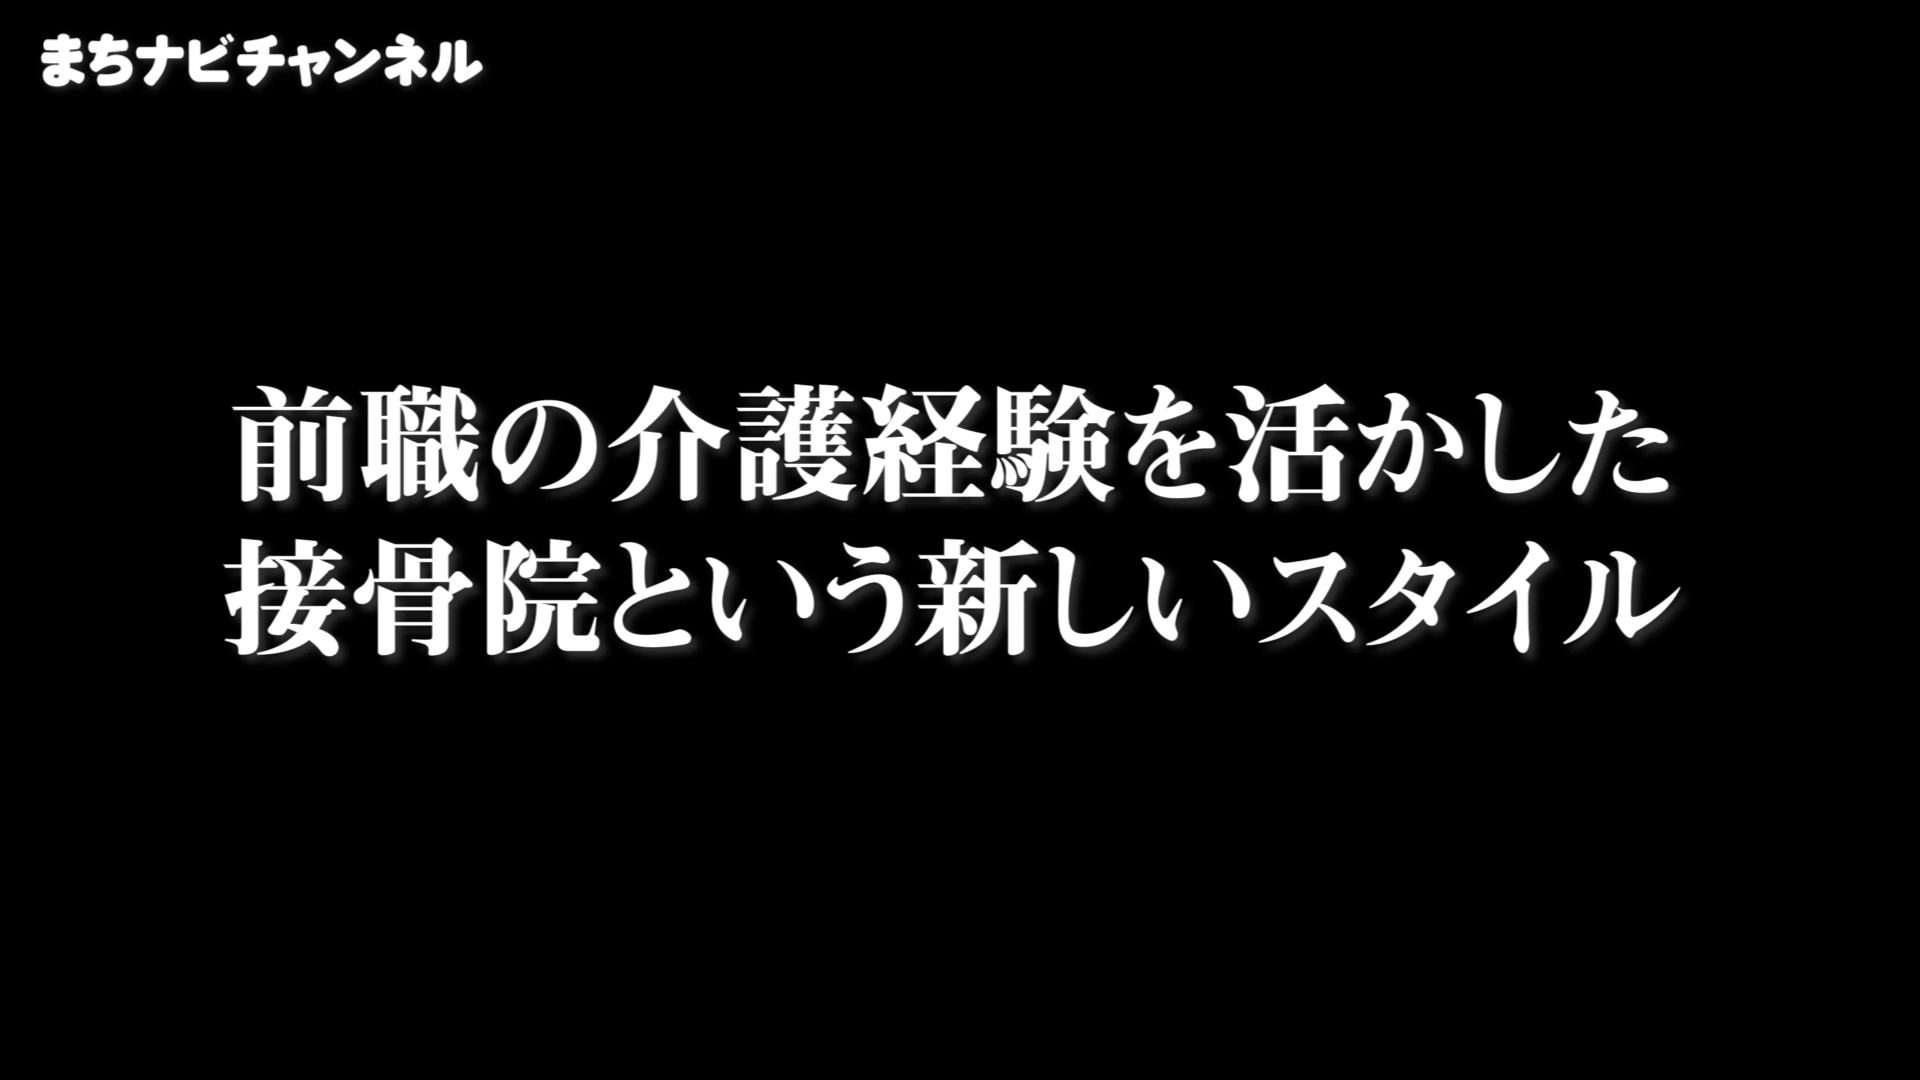 まちナビチャンネル
前職の介護経験を活かした
接骨院という新しいスタイル